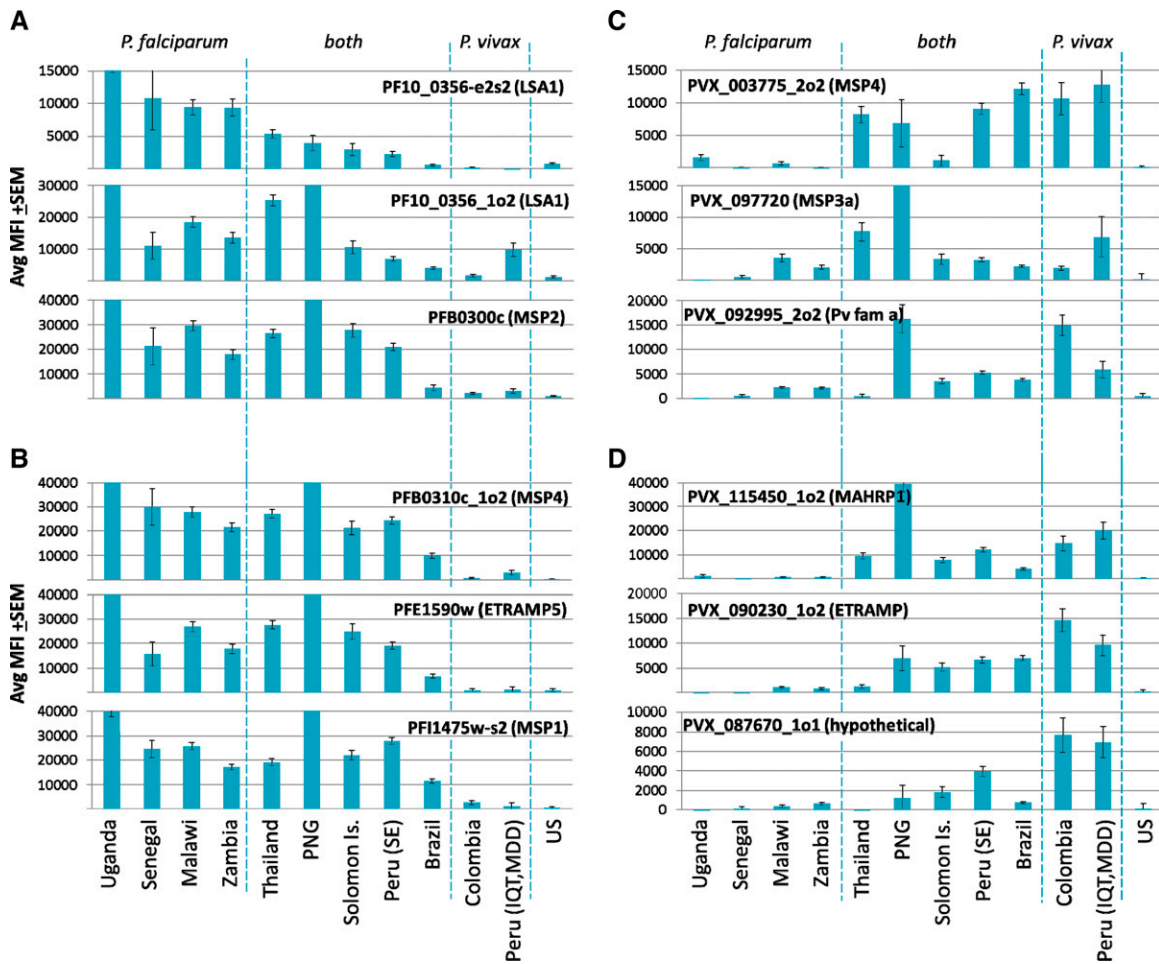 A
P. falciparum both P. vivax
15000 PF10_0356-e2s2 (LSA1)
10000
5000
30000 PF10_0356_1o2 (LSA1)
20000
10000
40000 PFB0300c (MSP2)
30000
20000
10000
Avg MFI ±SEM
B
40000 PFB0310c_1o2 (MSP4)
30000
20000
10000
40000 PFE1590w (ETRAMP5)
30000
20000
10000
40000 PFI1475w-s2 (MSP1)
30000
20000
10000
Avg MFI ±SEM
Uganda
Senegal
Malawi
Zambia
Thailand
PNG
Solomon Is.
Peru (SE)
Brazil
Colombia
Peru (IQT,MDD)
US
C
P. falciparum both P. vivax
15000 PVX_003775_2o2 (MSP4)
10000
5000
0
15000 PVX_097720 (MSP3a)
10000
5000
0
20000 PVX_092995_2o2 (Pv fam a)
15000
10000
5000
0
D
40000 PVX_115450_1o2 (MAHRP1)
30000
20000
10000
0
20000 PVX_090230_1o2 (ETRAMP)
15000
10000
5000
0
10000 PVX_087670_1o1 (hypothetical)
8000
6000
4000
2000
0
Uganda
Senegal
Malawi
Zambia
Thailand
PNG
Solomon Is.
Peru (SE)
Brazil
Colombia
Peru (IQT,MDD)
US